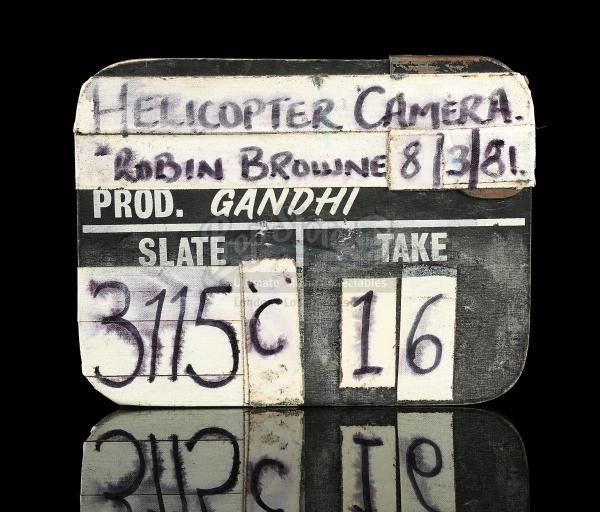 HELICOPTER CAMERA.
"ROBIN BROWNE 8/3/81.
PROD. GANDHI
SLATE TAKE
3115 "C" 16